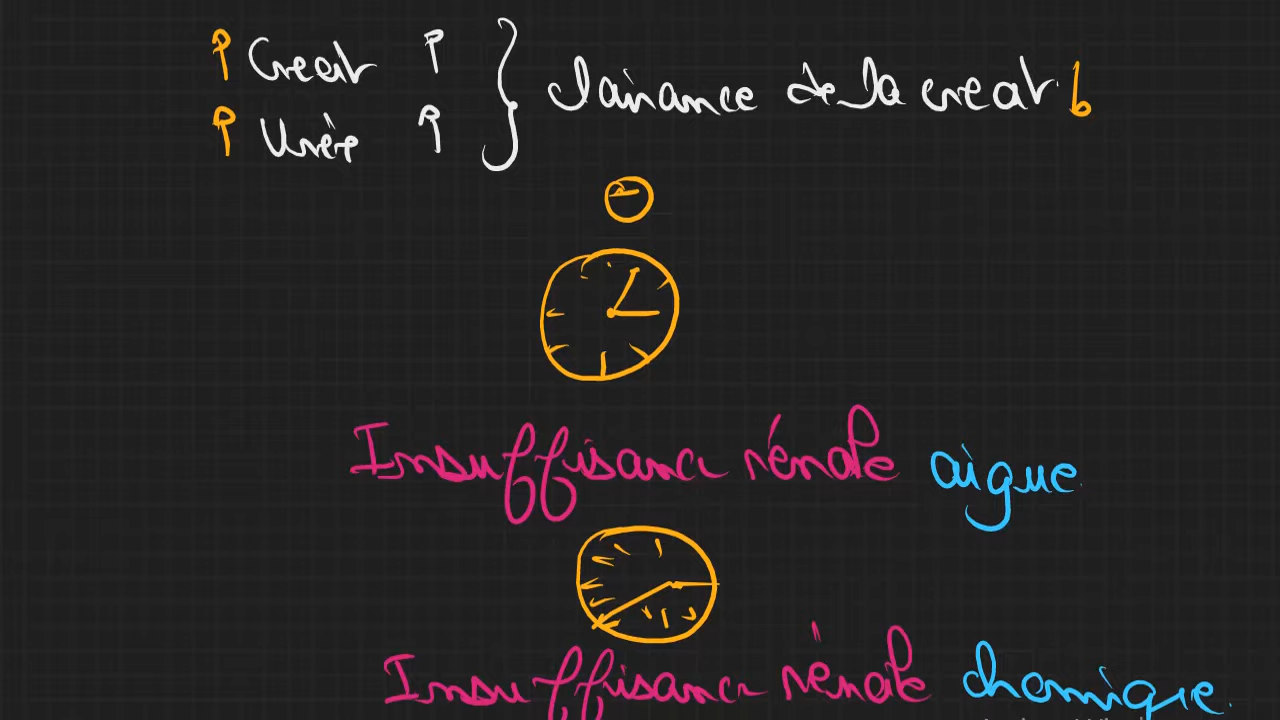 ↑ Creat ↑
↑ Urée ↑
} Clairance de la creat. ↓
Insuffisance rénale aigue
Insuffisance rénale chronique.